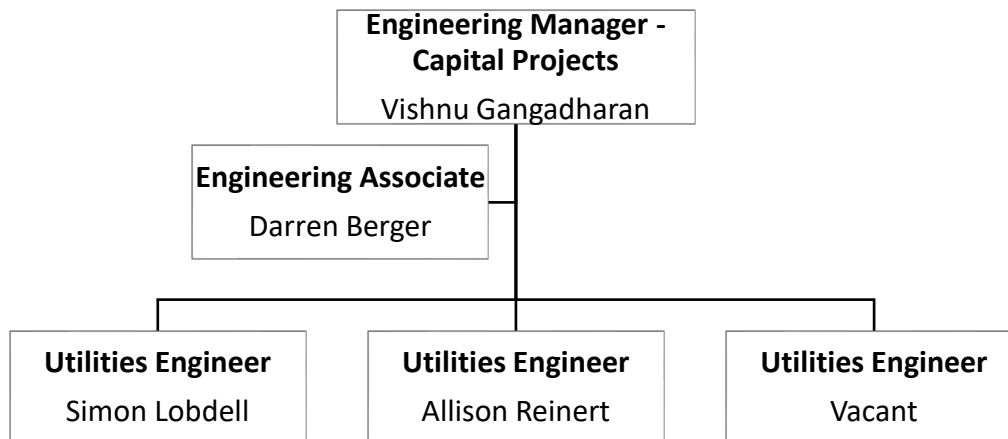 Engineering Manager -
Capital Projects
Vishnu Gangadharan
Engineering Associate
Darren Berger
Utilities Engineer
Simon Lobdell
Utilities Engineer
Allison Reinert
Utilities Engineer
Vacant